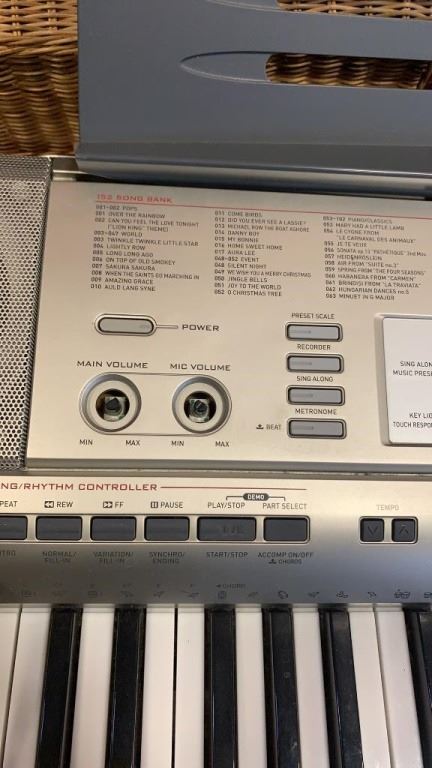 152 SONG BANK
001-002 POPS
001 OVER THE RAINBOW
002 CAN YOU FEEL THE LOVE TONIGHT
("LION KING" THEME)
003-047 WORLD
003 TWINKLE TWINKLE LITTLE STAR
004 LIGHTLY ROW
005 LONG LONG AGO
006 ON TOP OF OLD SMOKEY
007 SAKURA SAKURA
008 WHEN THE SAINTS GO MARCHING IN
009 AMAZING GRACE
010 AULD LANG SYNE
011 COME BIRDS
012 DID YOU EVER SEE A LASSIE?
013 MICHAEL ROW THE BOAT ASHORE
014 DANNY BOY
015 MY BONNIE
016 HOME SWEET HOME
017 AURA LEE
048-052 EVENT
048 SILENT NIGHT
049 WE WISH YOU A MERRY CHRISTMAS
050 JINGLE BELLS
051 JOY TO THE WORLD
052 O CHRISTMAS TREE
053-102 PIANO/CLASSICS
053 MARY HAD A LITTLE LAMB
054 LE CYGNE FROM
"LE CARNAVAL DES ANIMAUX"
055 JE TE VEUX
056 SONATA op.13 "PATHÉTIQUE" 2nd Mov.
057 HEIDENRÖSLEIN
058 AIR FROM "SUITE no.3"
059 SPRING FROM "THE FOUR SEASONS"
060 HABANERA FROM "CARMEN"
061 BRINDISI FROM "LA TRAVIATA"
062 HUNGARIAN DANCES no.5
063 MINUET IN G MAJOR
POWER
PRESET SCALE
RECORDER
SING ALONG
METRONOME
BEAT
MAIN VOLUME
MIC VOLUME
MIN MAX MIN MAX
SING ALON
MUSIC PRES
KEY LIG
TOUCH RESPON
NG/RHYTHM CONTROLLER
DEMO
PEAT REW FF PAUSE PLAY/STOP PART SELECT
TEMPO
TRO NORMAL/ FILL-IN VARIATION/ FILL-IN SYNCHRO/ ENDING START/STOP ACCOMP ON/OFF
CHORDS
CHORD